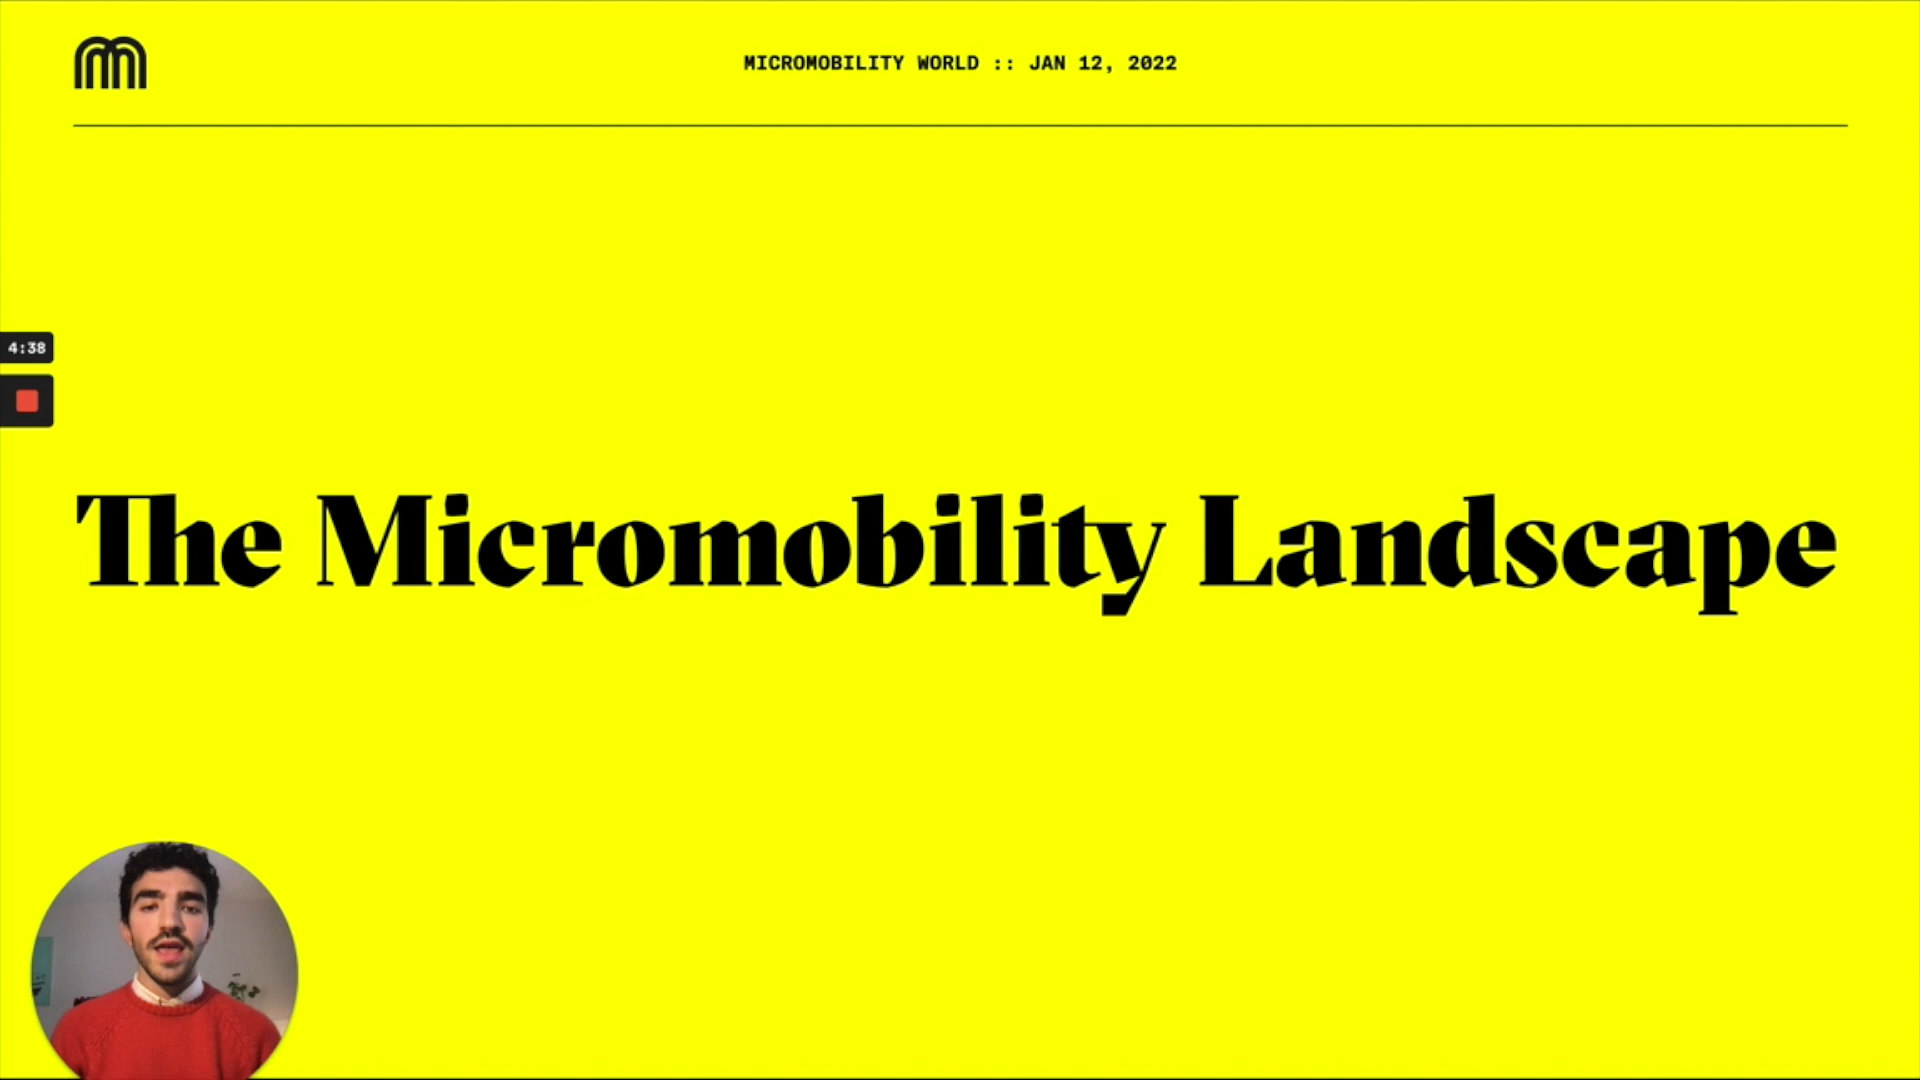 MICROMOBILITY WORLD :: JAN 12, 2022
4:38
The Micromobility Landscape